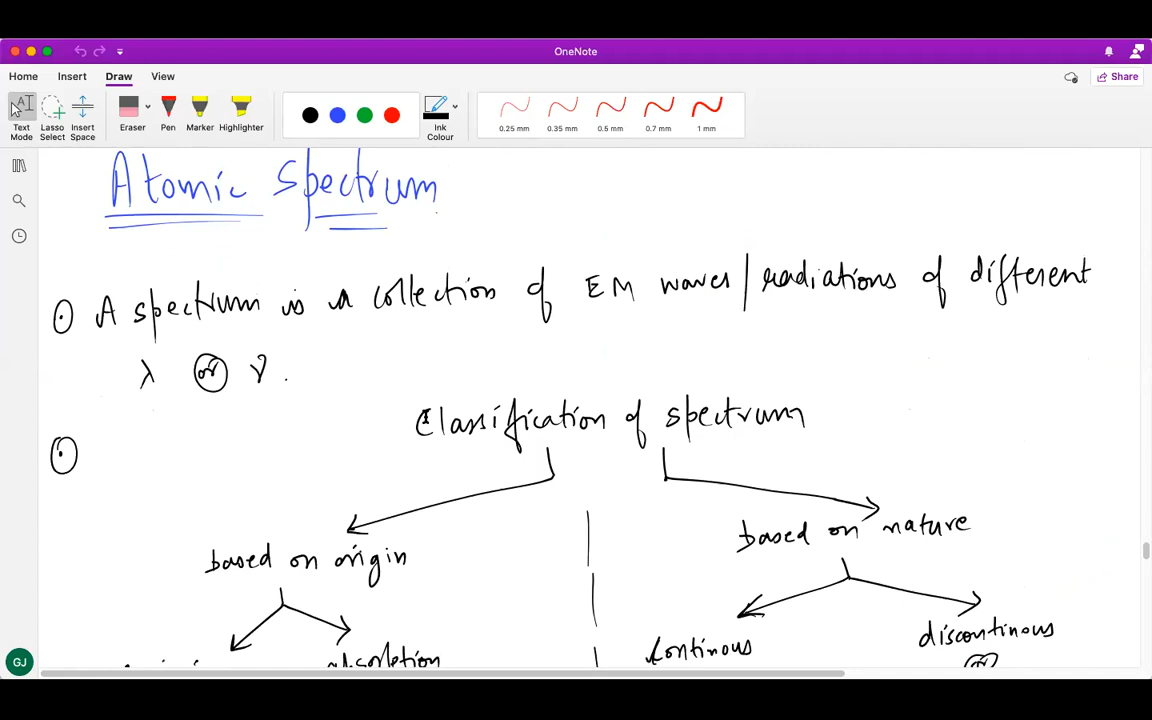 OneNote
Home Insert Draw View
Share
Text Mode
Lasso Select
Insert Space
Eraser
Pen
Marker
Highlighter
Ink Colour
0.25 mm 0.35 mm 0.5 mm 0.7 mm 1 mm
Atomic Spectrum
A spectrum is a collection of EM waves/radiations of different
λ or ν.
Classification of spectrum
based on origin
based on nature
absorption
continous
discontinous
or
GJ